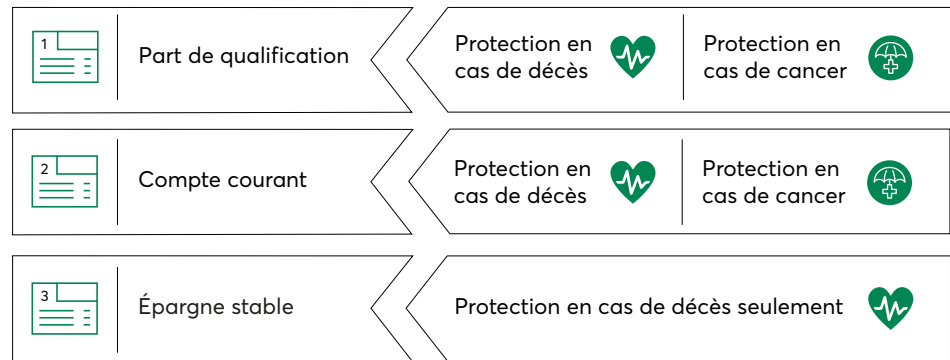 1
Part de qualification
Protection en
cas de décès
Protection en
cas de cancer
2
Compte courant
Protection en
cas de décès
Protection en
cas de cancer
3
Épargne stable
Protection en cas de décès seulement